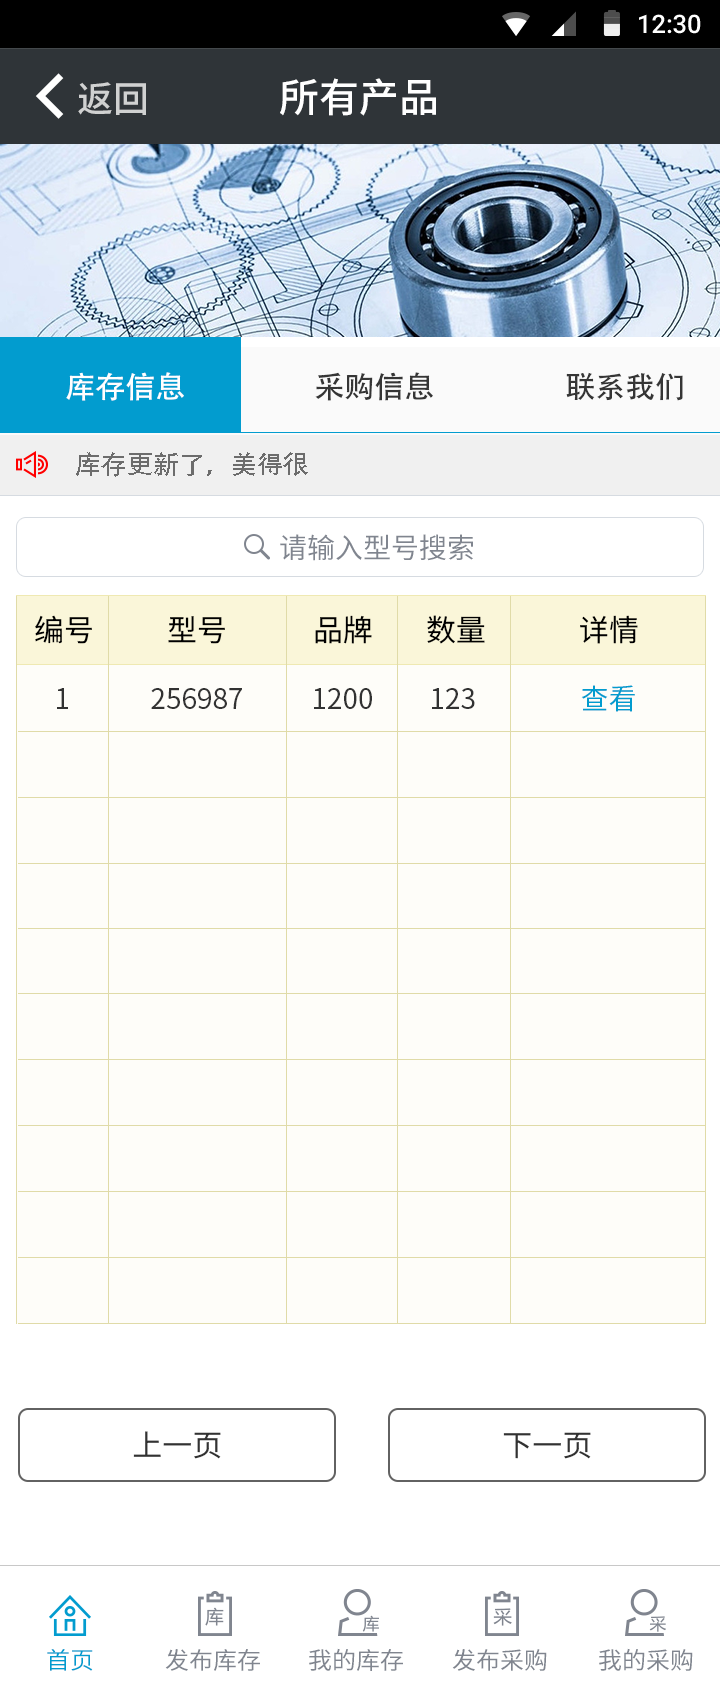 12:30
返回
所有产品
库存信息 采购信息 联系我们
库存更新了，美得很
请输入型号搜索
编号 型号 品牌 数量 详情
1 256987 1200 123 查看
上一页 下一页
库 库 采 采
首页 发布库存 我的库存 发布采购 我的采购